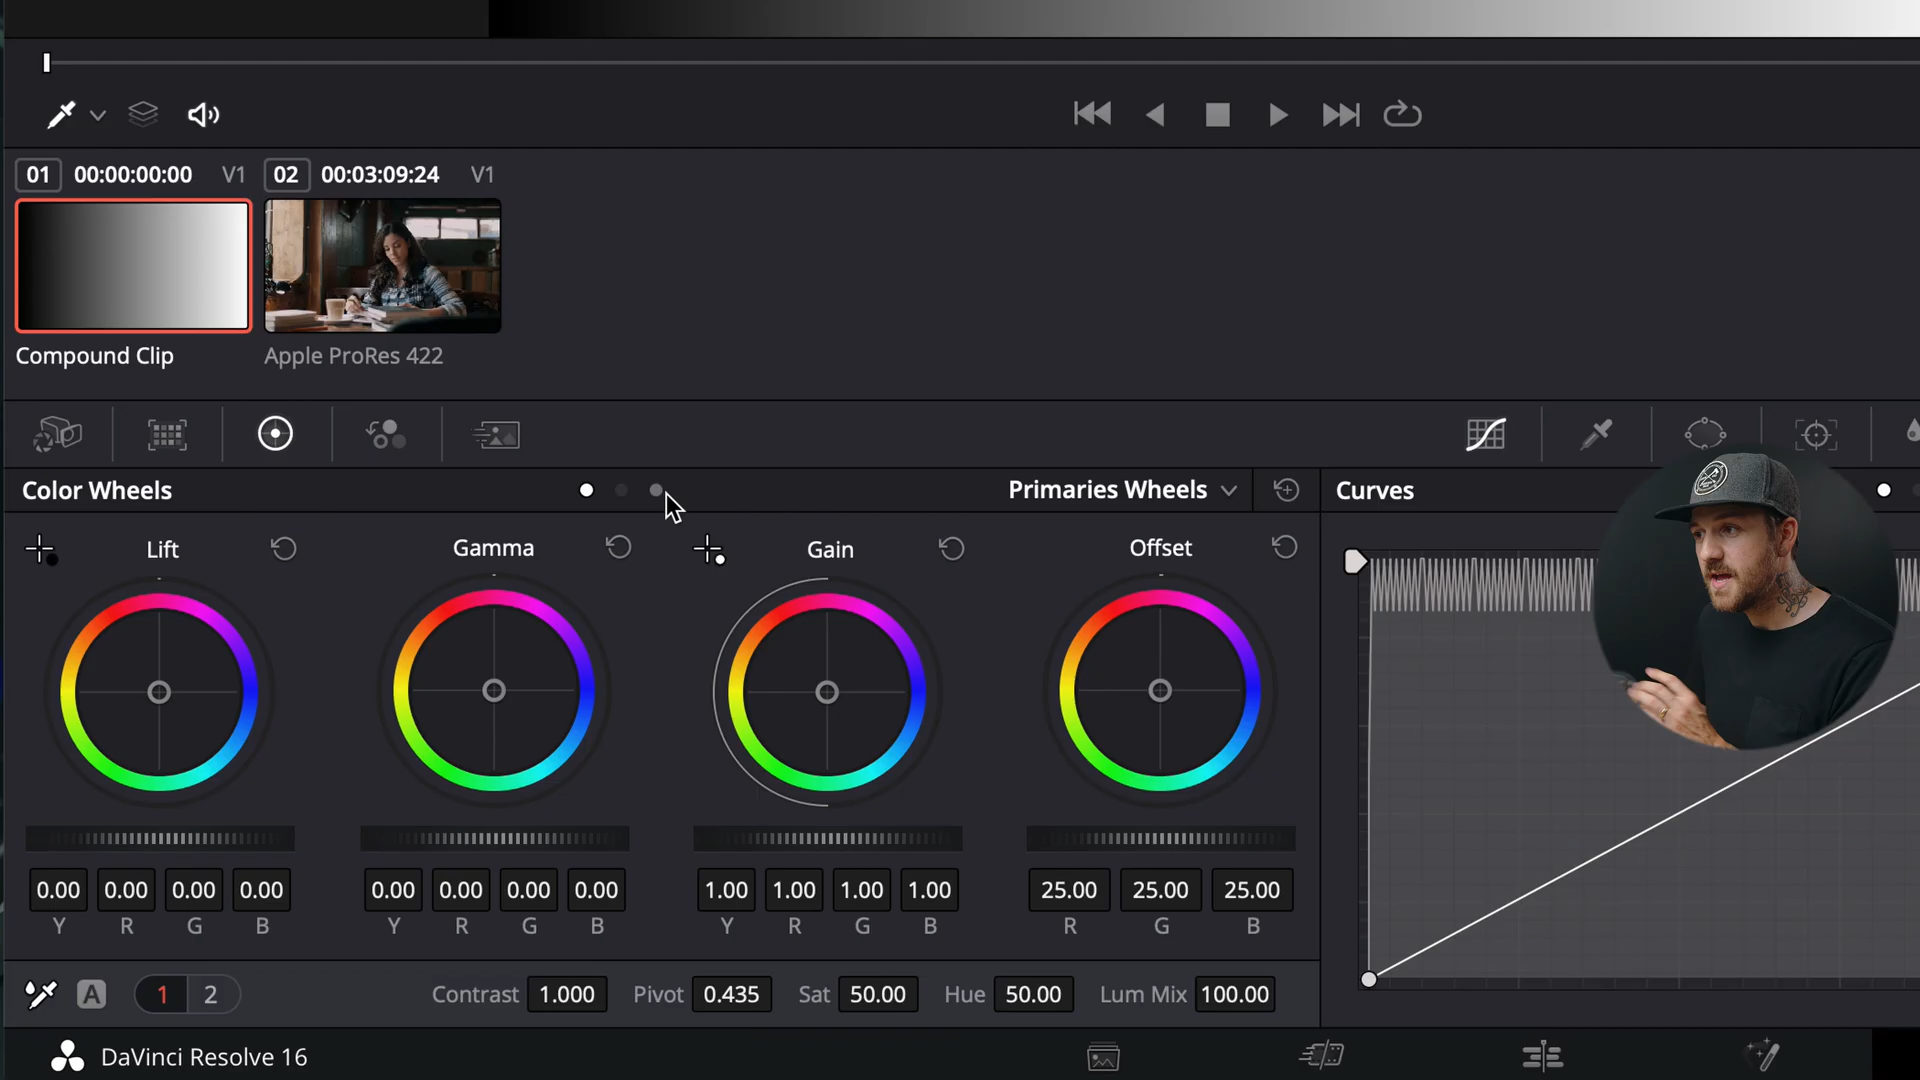 01 00:00:00:00 V1 02 00:03:09:24 V1
Compound Clip Apple ProRes 422
Color Wheels Primaries Wheels Curves
Lift Gamma Gain Offset
0.00 0.00 0.00 0.00 0.00 0.00 0.00 0.00 1.00 1.00 1.00 1.00 25.00 25.00 25.00
Y R G B Y R G B Y R G B R G B
A 1 2 Contrast 1.000 Pivot 0.435 Sat 50.00 Hue 50.00 Lum Mix 100.00
DaVinci Resolve 16